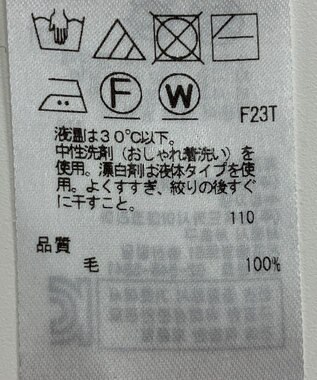 F
W
F23T
液温は30℃以下。
中性洗剤（おしゃれ着洗い）を
使用。漂白剤は液体タイプを使
用。よくすすぎ、絞りの後すぐ
に干すこと。
110
品質
毛 100%